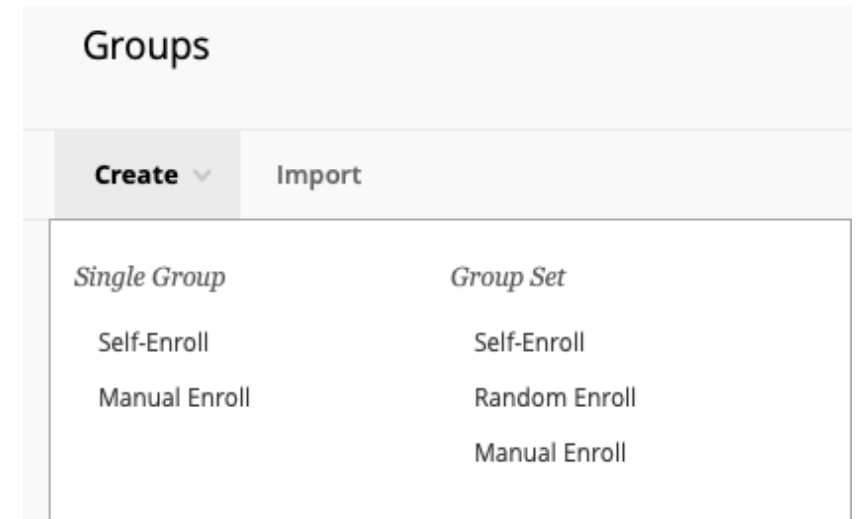 Groups
Create
Import
Single Group
Self-Enroll
Manual Enroll
Group Set
Self-Enroll
Random Enroll
Manual Enroll